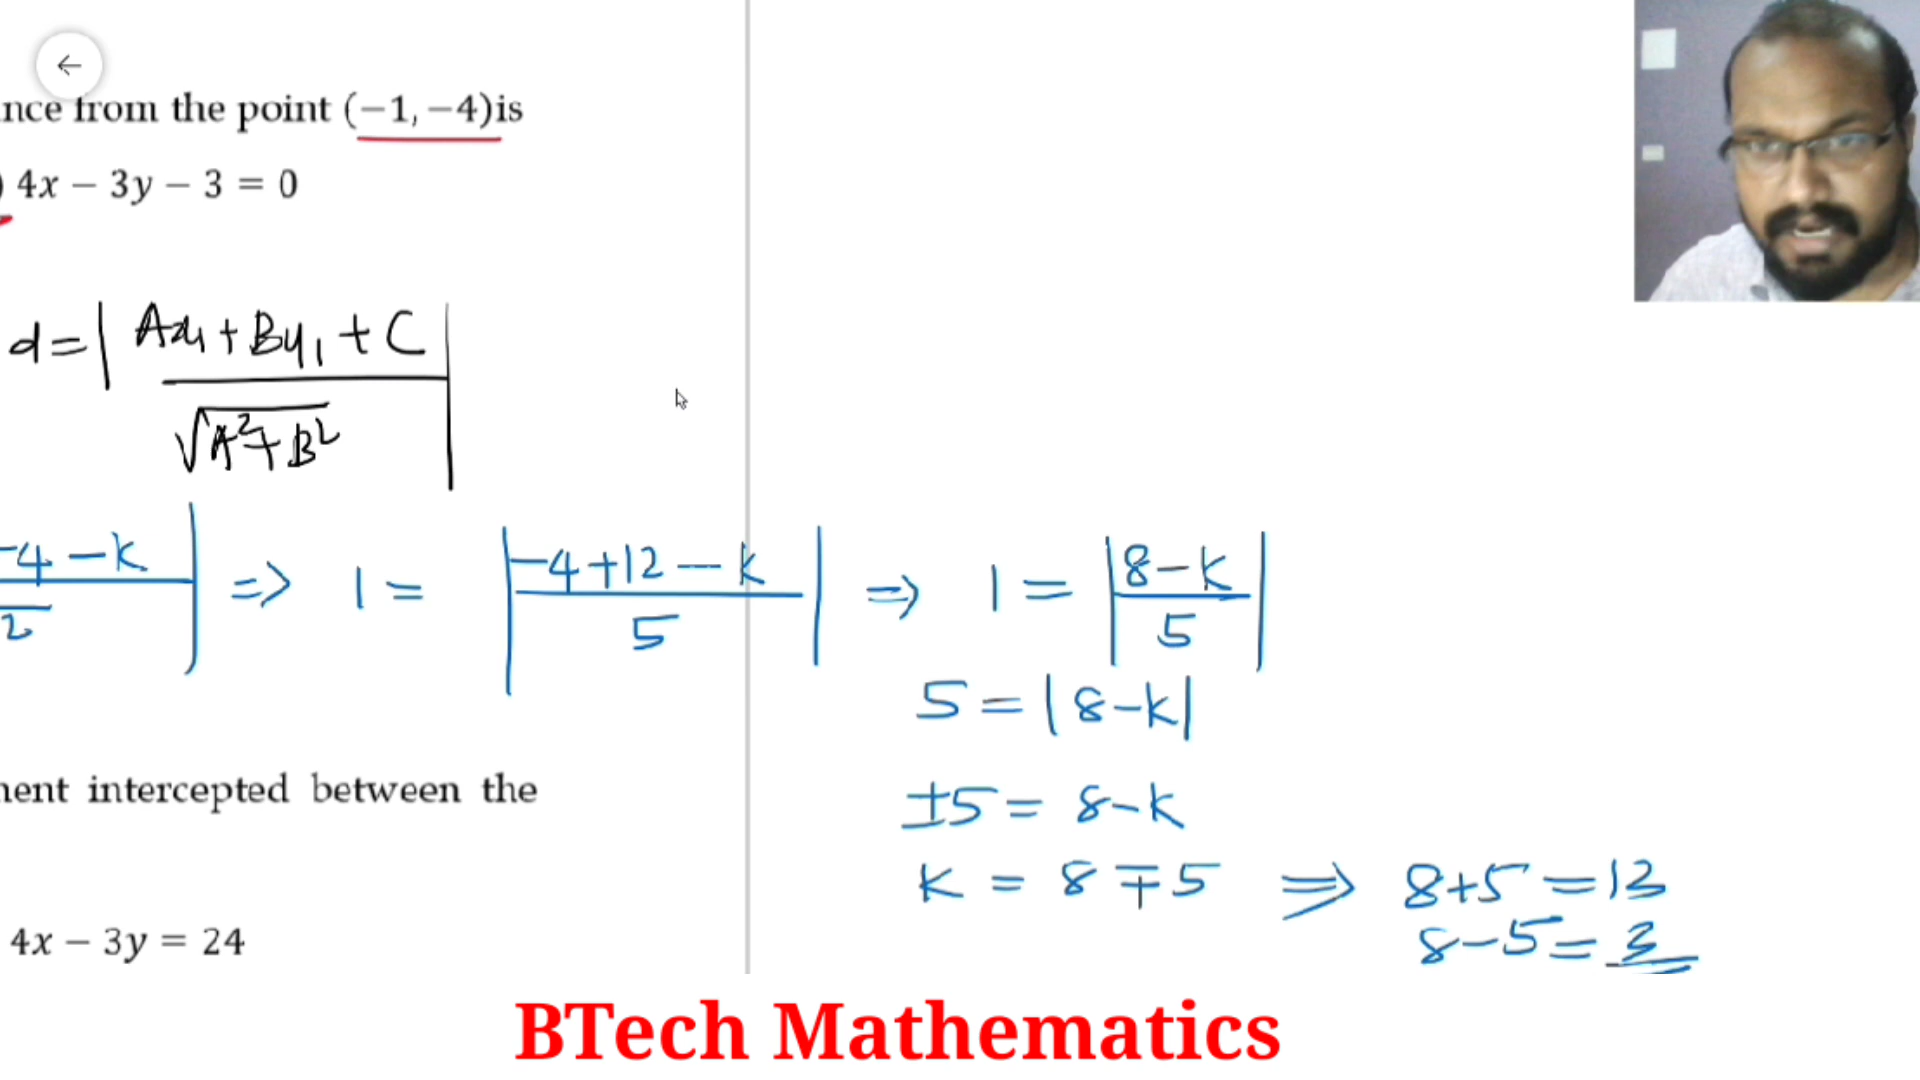 nce from the point (−1, −4)is
) 4x − 3y − 3 = 0
d = | Ax₁ + By₁ + C / √A² + B² |
-4 - k / 2 | ⇒ 1 = | -4 + 12 - k / 5 | ⇒ 1 = | 8 - k / 5 |
5 = | 8 - k |
± 5 = 8 - k
nent intercepted between the
k = 8 ∓ 5 ⇒ 8 + 5 = 13
8 - 5 = 3
4x − 3y = 24
BTech Mathematics